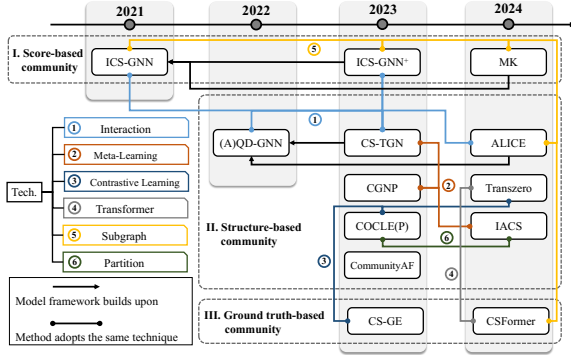 2021 2022 2023 2024
I. Score-based
community
ICS-GNN
5
ICS-GNN+
MK
1
(A)QD-GNN
CS-TGN
ALICE
CGNP
2
Transzero
II. Structure-based
community
COCLE(P)
6
IACS
3
CommunityAF
4
III. Ground truth-based
community
CS-GE
CSFormer
Tech.
1 Interaction
2 Meta-Learning
3 Contrastive Learning
4 Transformer
5 Subgraph
6 Partition
Model framework builds upon
Method adopts the same technique